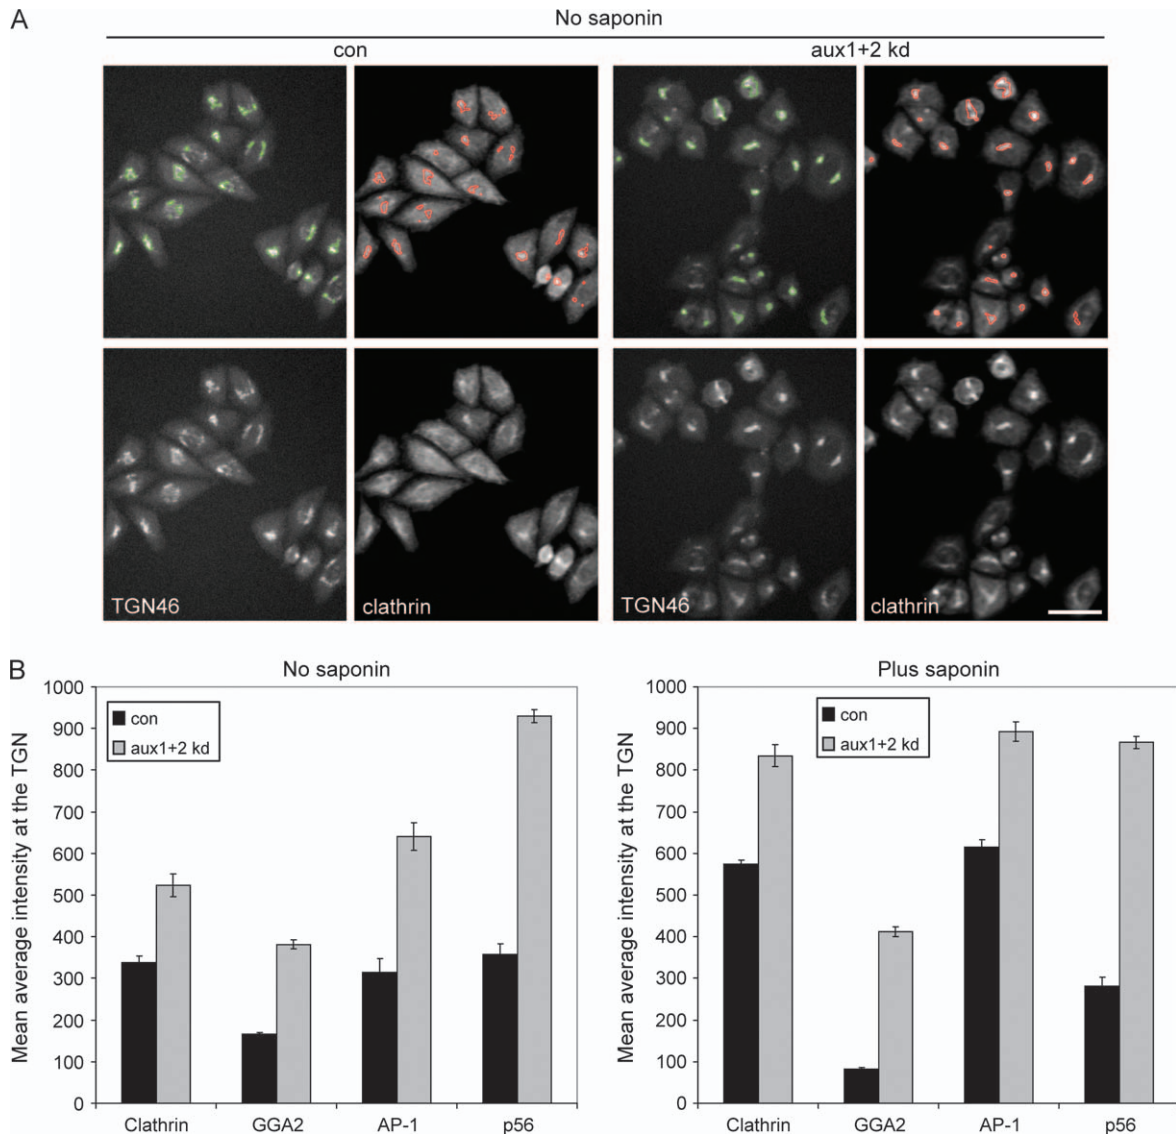 A
No saponin
con
aux1+2 kd
TGN46
clathrin
TGN46
clathrin
B
No saponin
Mean average intensity at the TGN
1000
900
800
700
600
500
400
300
200
100
0
con
aux1+2 kd
Clathrin
GGA2
AP-1
p56
Plus saponin
Mean average intensity at the TGN
1000
900
800
700
600
500
400
300
200
100
0
con
aux1+2 kd
Clathrin
GGA2
AP-1
p56